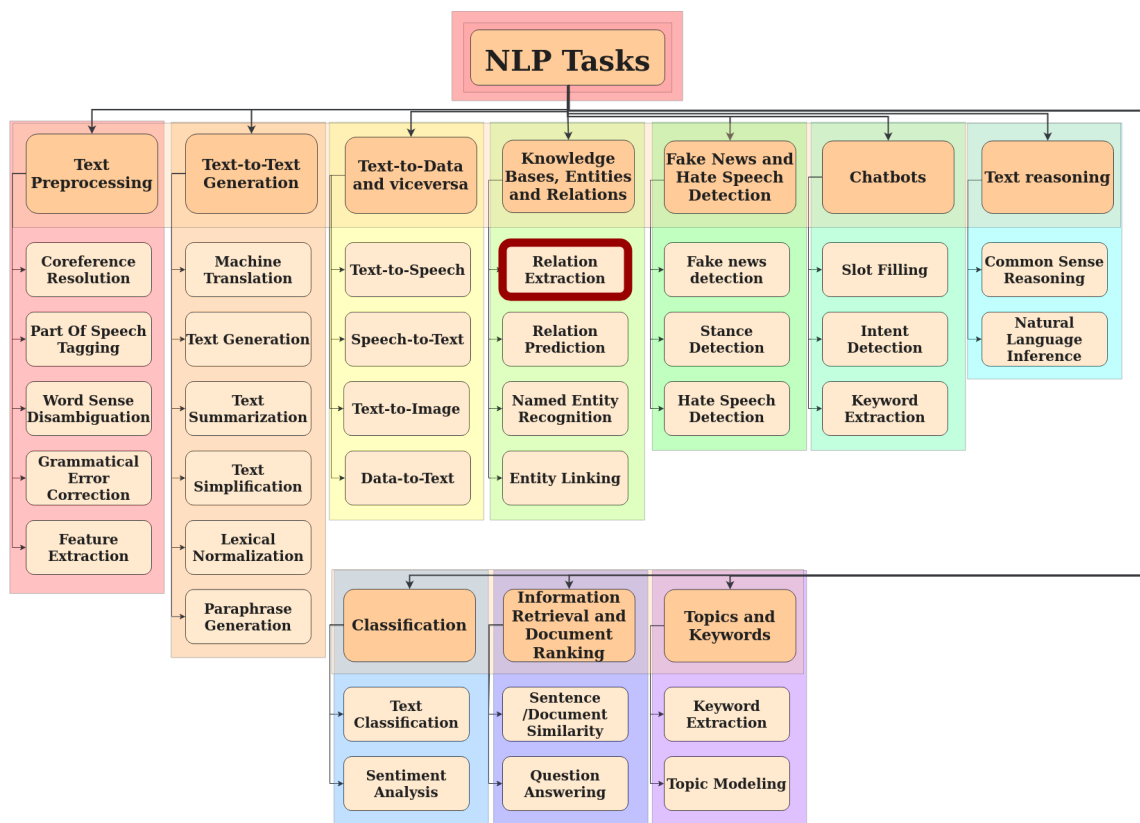 NLP Tasks
Text
Preprocessing
Text-to-Text
Generation
Text-to-Data
and viceversa
Knowledge
Bases, Entities
and Relations
Fake News and
Hate Speech
Detection
Chatbots
Text reasoning
Coreference
Resolution
Machine
Translation
Text-to-Speech
Relation
Extraction
Fake news
detection
Slot Filling
Common Sense
Reasoning
Part Of Speech
Tagging
Text Generation
Speech-to-Text
Relation
Prediction
Stance
Detection
Intent
Detection
Natural
Language
Inference
Word Sense
Disambiguation
Text
Summarization
Text-to-Image
Named Entity
Recognition
Hate Speech
Detection
Keyword
Extraction
Grammatical
Error
Correction
Text
Simplification
Data-to-Text
Entity Linking
Feature
Extraction
Lexical
Normalization
Paraphrase
Generation
Classification
Information
Retrieval and
Document
Ranking
Topics and
Keywords
Text
Classification
Sentence
/Document
Similarity
Keyword
Extraction
Sentiment
Analysis
Question
Answering
Topic Modeling